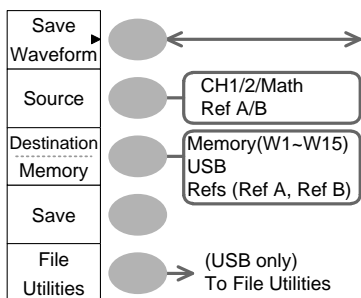 Save
Waveform
Source
CH1/2/Math
Ref A/B
Destination
Memory
Memory(W1~W15)
USB
Refs (Ref A, Ref B)
Save
File
Utilities
(USB only)
To File Utilities